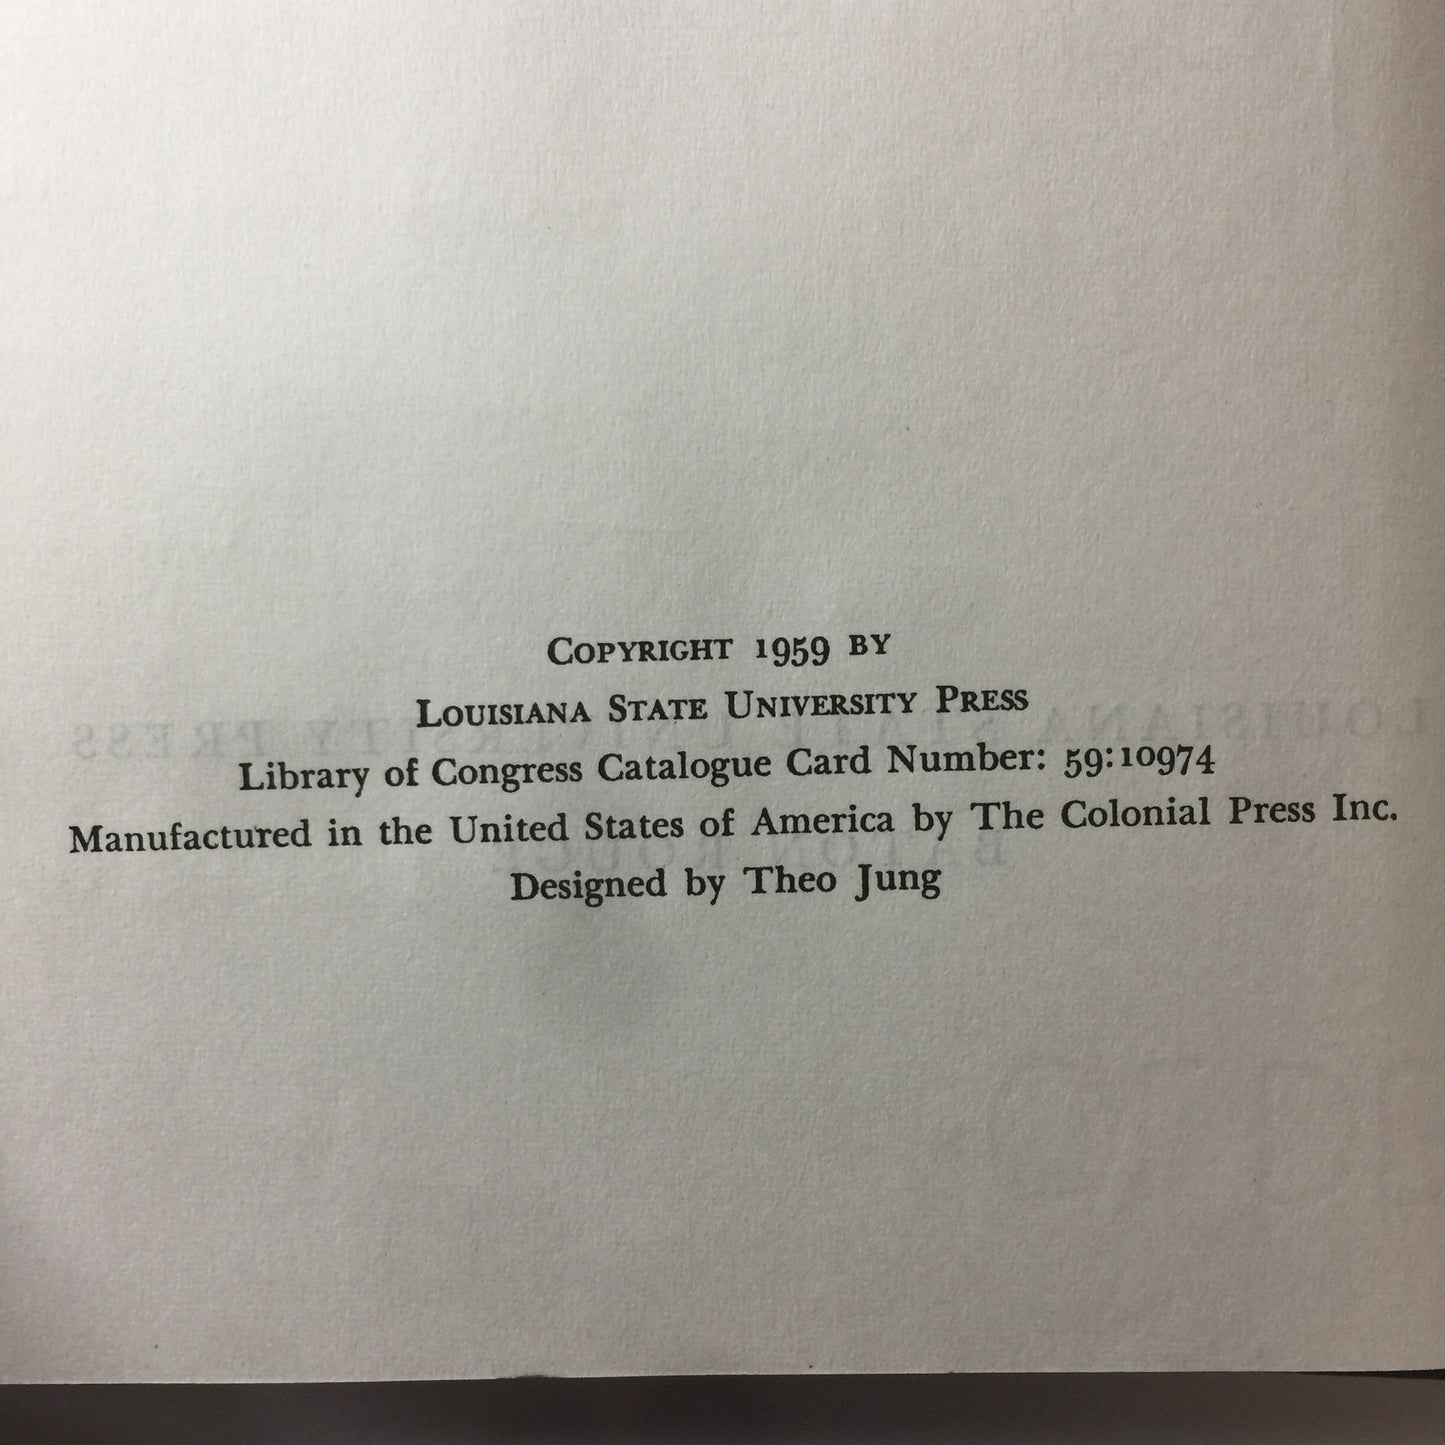 COPYRIGHT 1959 BY
LOUISIANA STATE UNIVERSITY PRESS
Library of Congress Catalogue Card Number: 59:10974
Manufactured in the United States of America by The Colonial Press Inc.
Designed by Theo Jung